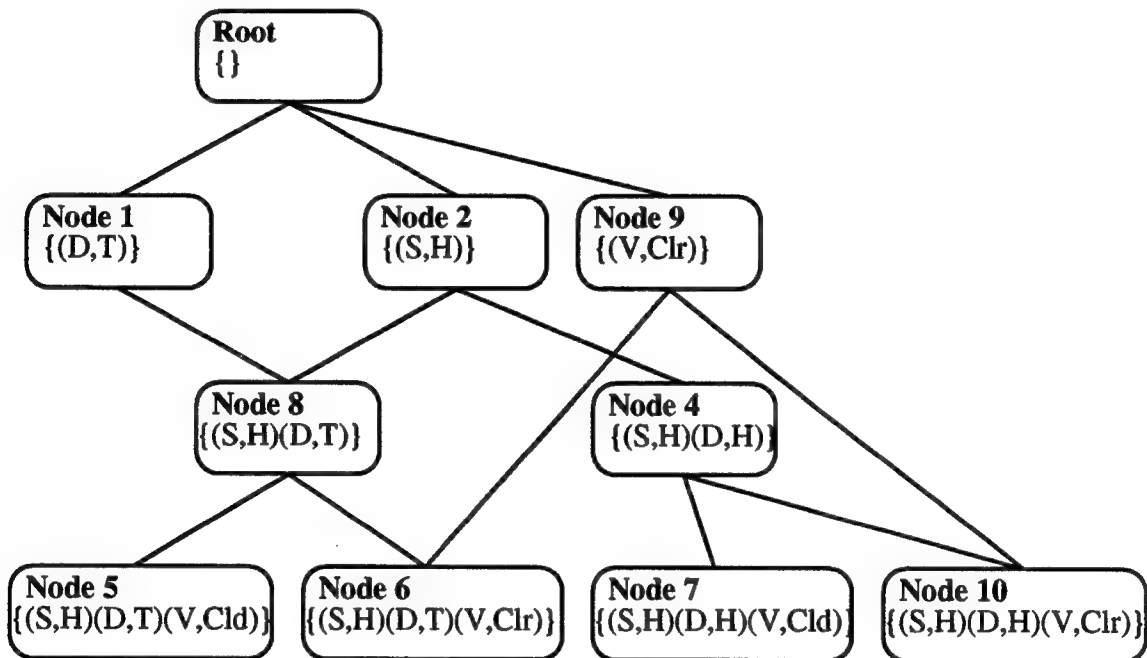 Root
{}
Node 1
{(D,T)}
Node 2
{(S,H)}
Node 9
{(V,Clr)}
Node 8
{(S,H)(D,T)}
Node 4
{(S,H)(D,H)}
Node 5
{(S,H)(D,T)(V,Cld)}
Node 6
{(S,H)(D,T)(V,Clr)}
Node 7
{(S,H)(D,H)(V,Cld)}
Node 10
{(S,H)(D,H)(V,Clr)}